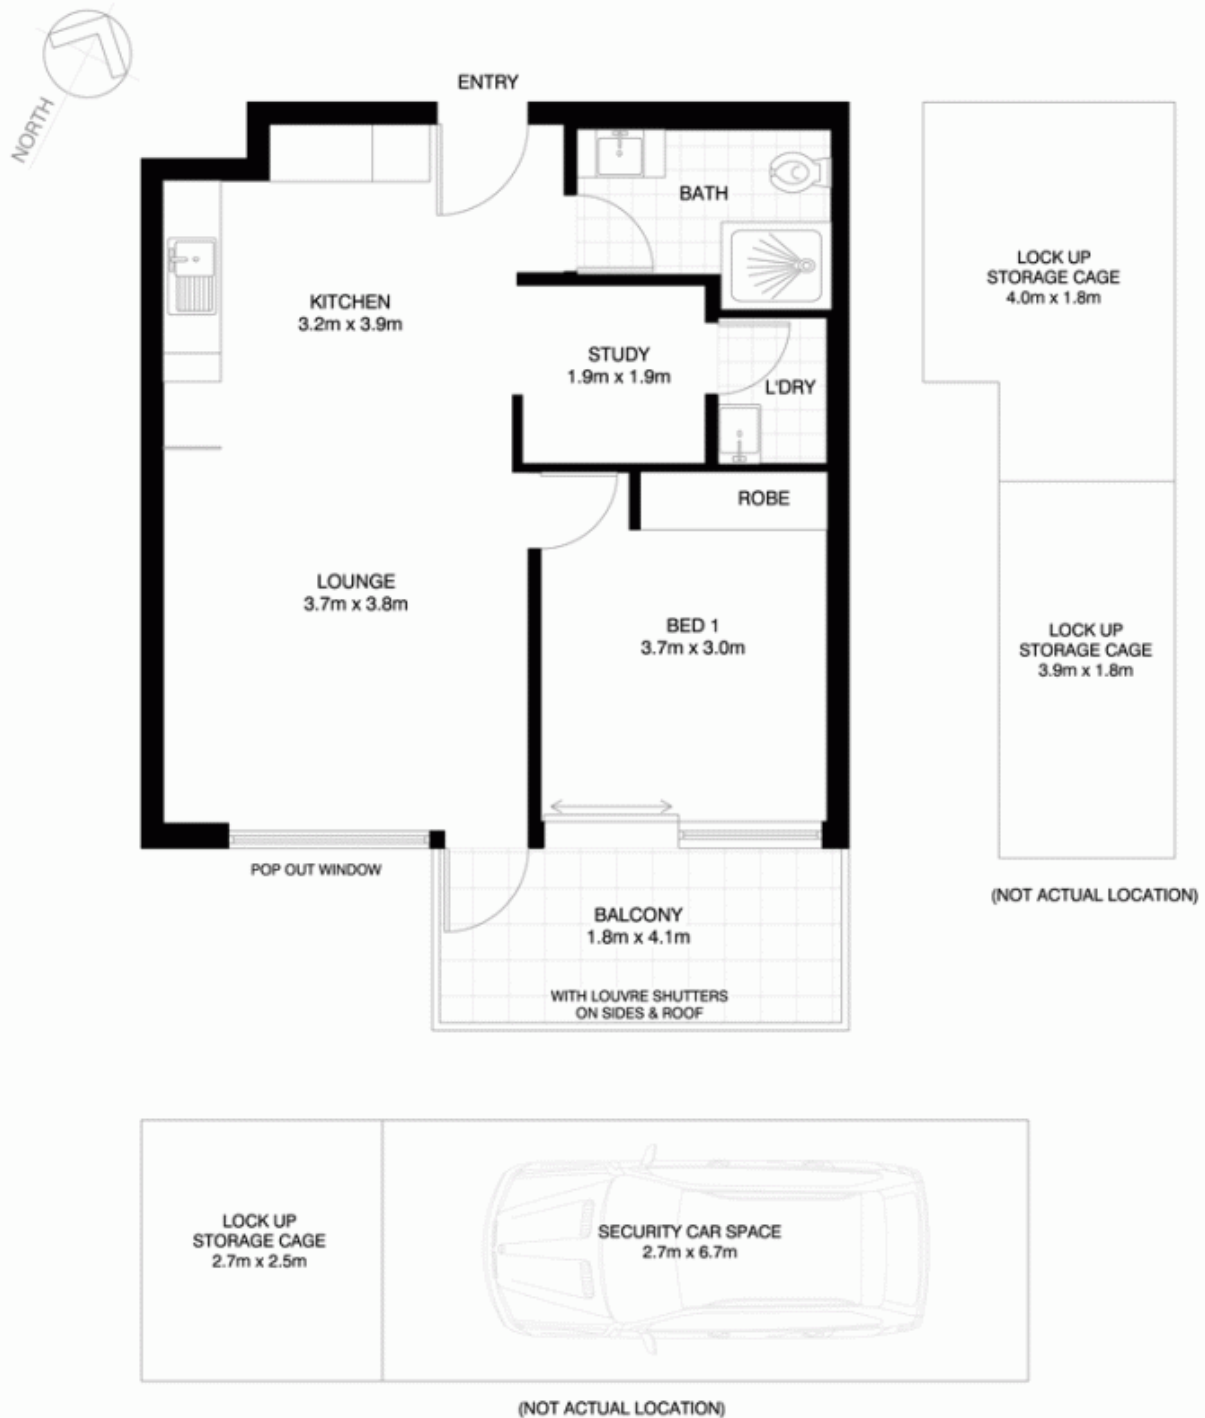 NORTH
ENTRY
BATH
KITCHEN
3.2m x 3.9m
STUDY
1.9m x 1.9m
L'DRY
ROBE
LOUNGE
3.7m x 3.8m
BED 1
3.7m x 3.0m
POP OUT WINDOW
BALCONY
1.8m x 4.1m
WITH LOUVRE SHUTTERS
ON SIDES & ROOF
LOCK UP
STORAGE CAGE
4.0m x 1.8m
LOCK UP
STORAGE CAGE
3.9m x 1.8m
(NOT ACTUAL LOCATION)
LOCK UP
STORAGE CAGE
2.7m x 2.5m
SECURITY CAR SPACE
2.7m x 6.7m
(NOT ACTUAL LOCATION)